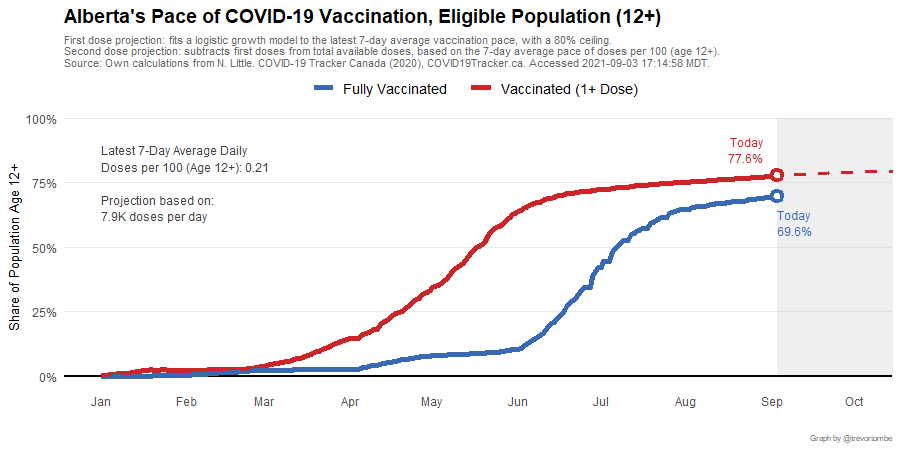 Alberta's Pace of COVID-19 Vaccination, Eligible Population (12+)
First dose projection: fits a logistic growth model to the latest 7-day average vaccination pace, with a 80% ceiling.
Second dose projection: subtracts first doses from total available doses, based on the 7-day average pace of doses per 100 (age 12+).
Source: Own calculations from N. Little. COVID-19 Tracker Canada (2020), COVID19Tracker.ca. Accessed 2021-09-03 17:14:58 MDT.
Fully Vaccinated
Vaccinated (1+ Dose)
Share of Population Age 12+
100%
75%
50%
25%
0%
Latest 7-Day Average Daily
Doses per 100 (Age 12+): 0.21
Projection based on:
7.9K doses per day
Today
77.6%
Today
69.6%
Jan
Feb
Mar
Apr
May
Jun
Jul
Aug
Sep
Oct
Graph by @trevortombe